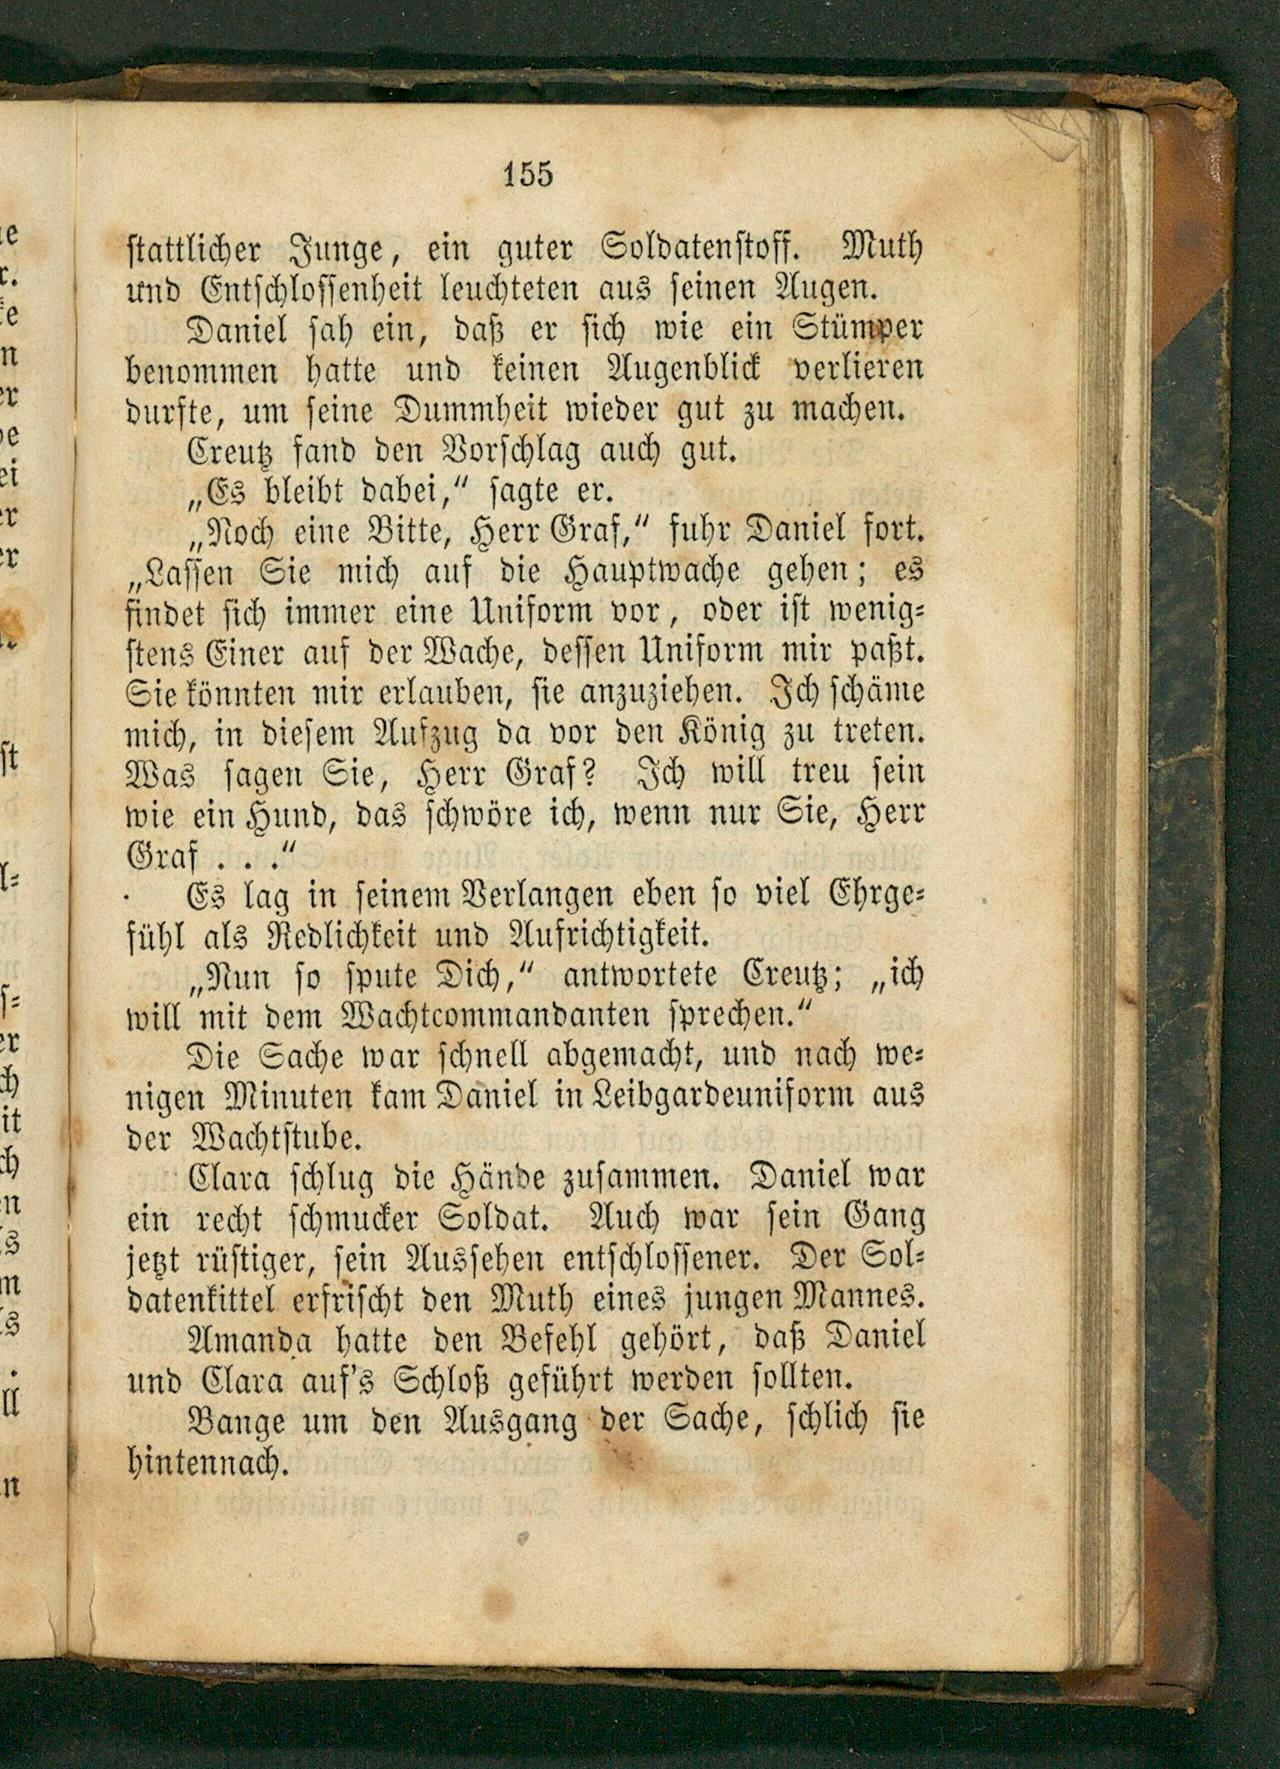 155
stattlicher Junge, ein guter Soldatenstoff. Muth
und Entschlossenheit leuchteten aus seinen Augen.
Daniel sah ein, daß er sich wie ein Stümper
benommen hatte und keinen Augenblick verlieren
durfte, um seine Dummheit wieder gut zu machen.
Creutz fand den Vorschlag auch gut.
„Es bleibt dabei,“ sagte er.
„Noch eine Bitte, Herr Graf,“ fuhr Daniel fort.
„Lassen Sie mich auf die Hauptwache gehen; es
findet sich immer eine Uniform vor, oder ist wenig-
stens Einer auf der Wache, dessen Uniform mir paßt.
Sie könnten mir erlauben, sie anzuziehen. Ich schäme
mich, in diesem Aufzug da vor den König zu treten.
Was sagen Sie, Herr Graf? Ich will treu sein
wie ein Hund, das schwöre ich, wenn nur Sie, Herr
Graf . . .“
Es lag in seinem Verlangen eben so viel Ehrge-
fühl als Redlichkeit und Aufrichtigkeit.
„Nun so spute Dich,“ antwortete Creutz; „ich
will mit dem Wachtcommandanten sprechen.“
Die Sache war schnell abgemacht, und nach we-
nigen Minuten kam Daniel in Leibgardeuniform aus
der Wachtstube.
Clara schlug die Hände zusammen. Daniel war
ein recht schmucker Soldat. Auch war sein Gang
jetzt rüstiger, sein Aussehen entschlossener. Der Sol-
datenkittel erfrischt den Muth eines jungen Mannes.
Amanda hatte den Befehl gehört, daß Daniel
und Clara auf's Schloß geführt werden sollten.
Bange um den Ausgang der Sache, schlich sie
hintennach.